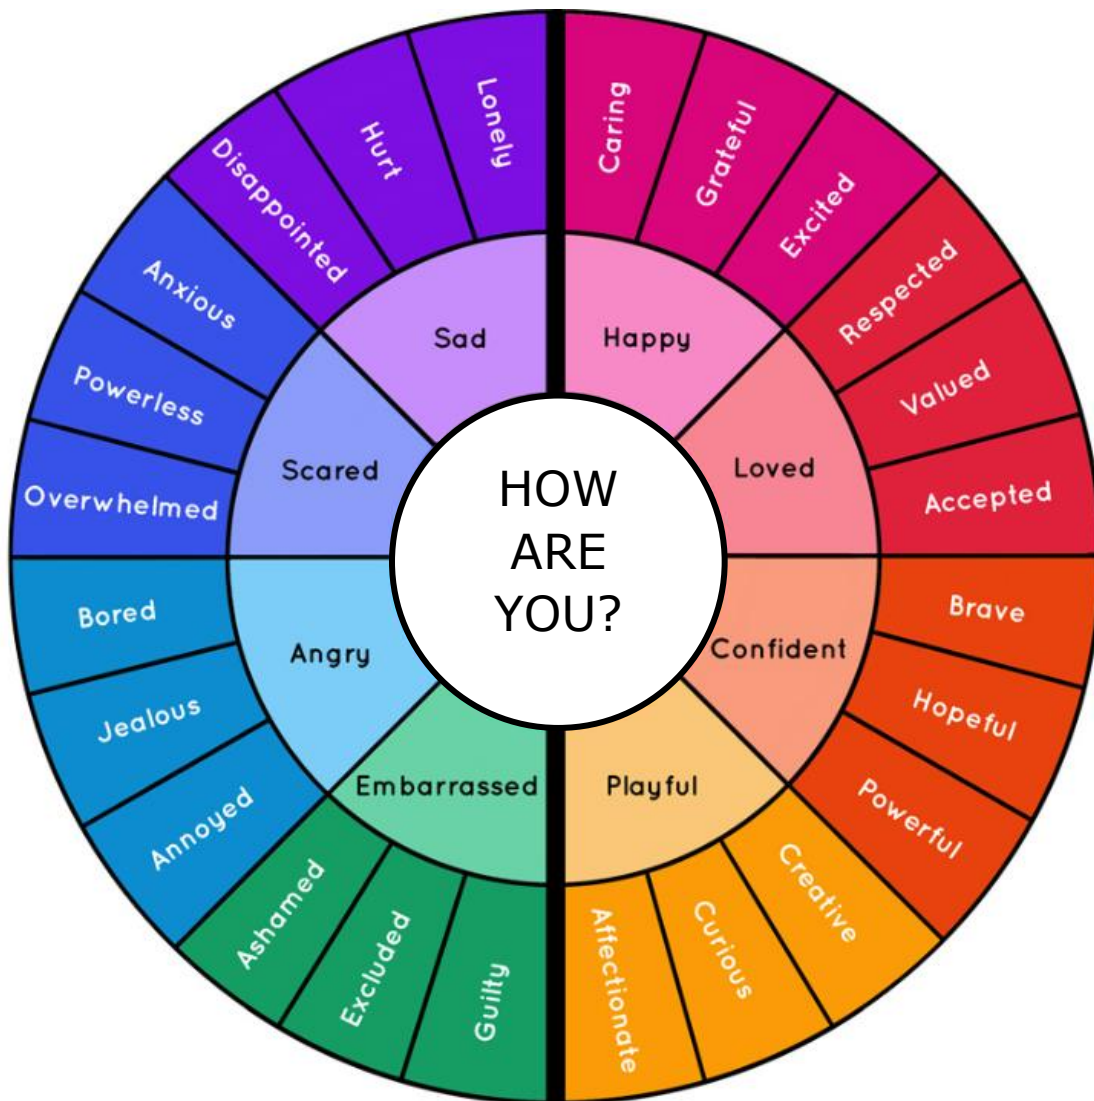 HOW
ARE
YOU?
Happy
Caring
Grateful
Excited
Loved
Respected
Valued
Accepted
Confident
Brave
Hopeful
Powerful
Playful
Creative
Curious
Affectionate
Embarrassed
Guilty
Excluded
Ashamed
Angry
Annoyed
Jealous
Bored
Scared
Overwhelmed
Powerless
Anxious
Sad
Disappointed
Hurt
Lonely